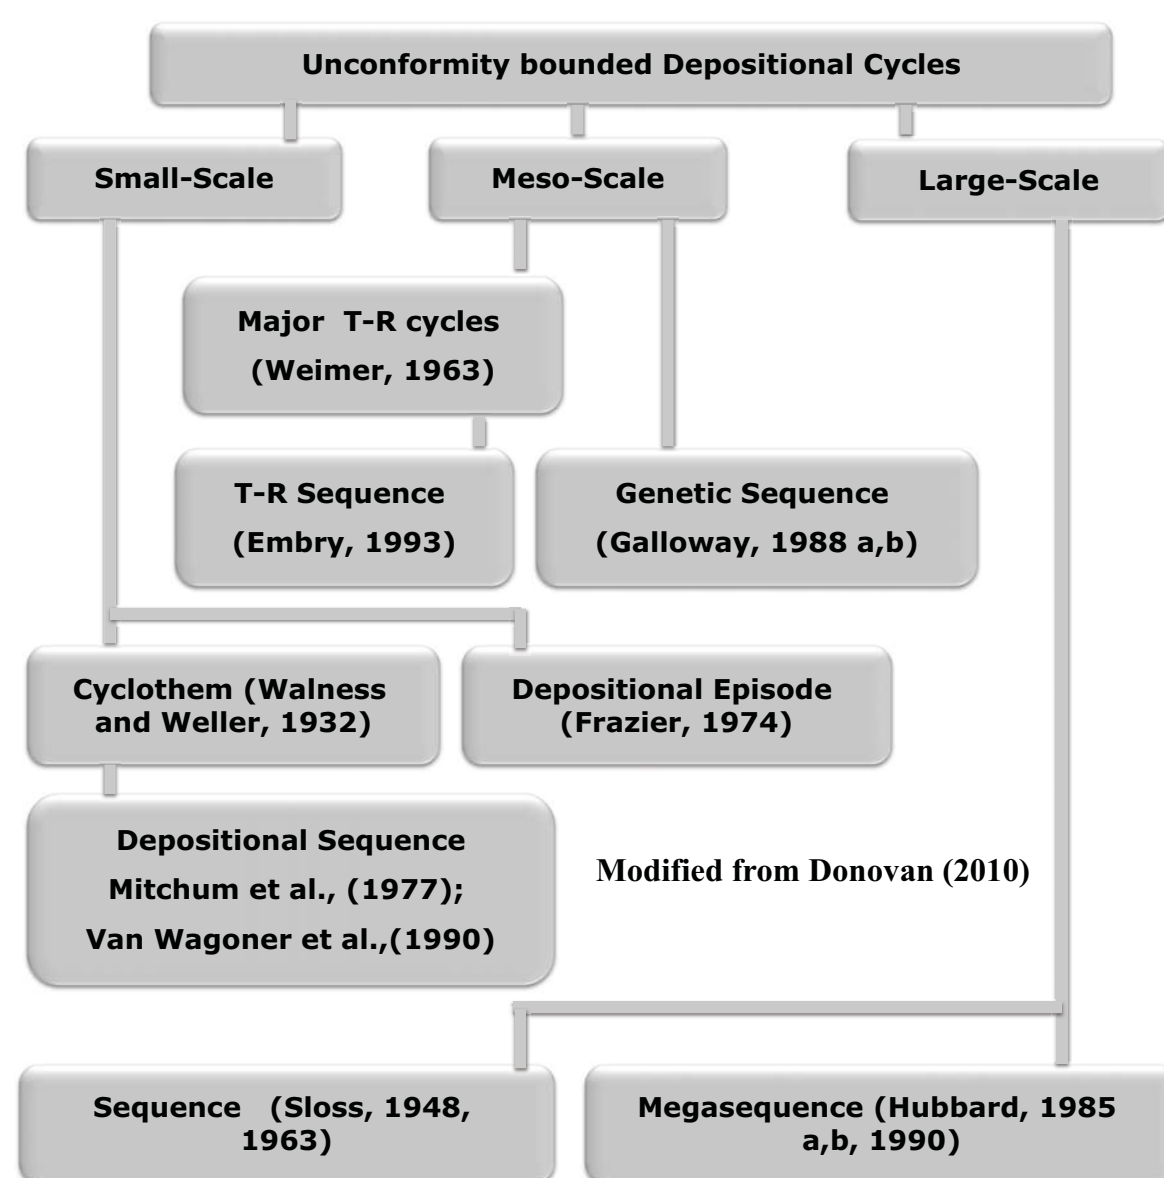 Unconformity bounded Depositional Cycles
Small-Scale
Meso-Scale
Large-Scale
Major T-R cycles
(Weimer, 1963)
T-R Sequence
(Embry, 1993)
Genetic Sequence
(Galloway, 1988 a,b)
Cyclothem (Walness
and Weller, 1932)
Depositional Episode
(Frazier, 1974)
Depositional Sequence
Mitchum et al., (1977);
Van Wagoner et al.,(1990)
Modified from Donovan (2010)
Sequence (Sloss, 1948,
1963)
Megasequence (Hubbard, 1985
a,b, 1990)